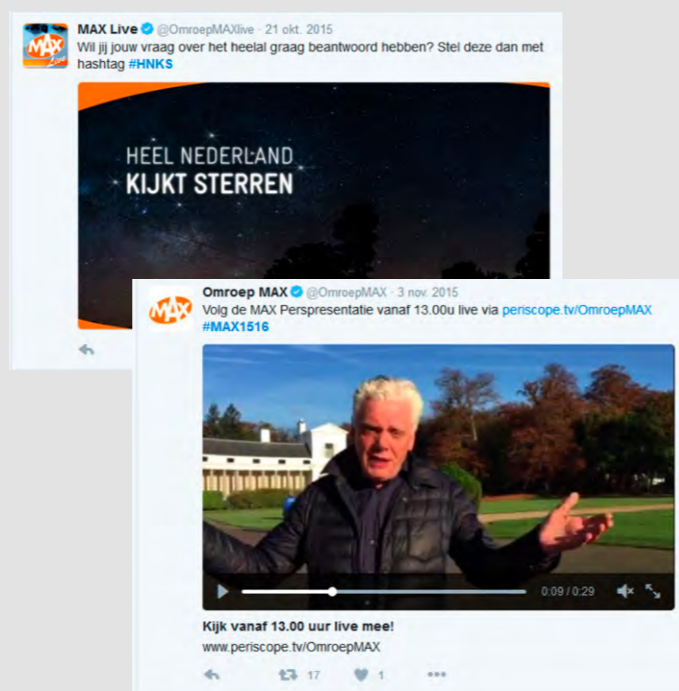 MAX Live @OmroepMAXlive · 21 okt. 2015
Wil jij jouw vraag over het heelal graag beantwoord hebben? Stel deze dan met
hashtag #HNKS
MAX
Live
HEEL NEDERLAND
KIJKT STERREN
Omroep MAX @OmroepMAX · 3 nov. 2015
MAX
Volg de MAX Perspresentatie vanaf 13.00u live via periscope.tv/OmroepMAX
#MAX1516
0:09 / 0:29
Kijk vanaf 13.00 uur live mee!
www.periscope.tv/OmroepMAX
17 1